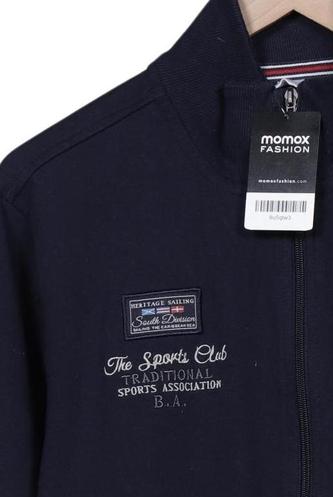 momox
FASHION
momoxfashion.com
HERITAGE SAILING
South Division
SAILING THE CARIBBEAN SEA
The Sports Club
TRADITIONAL
SPORTS ASSOCIATION
B.A.